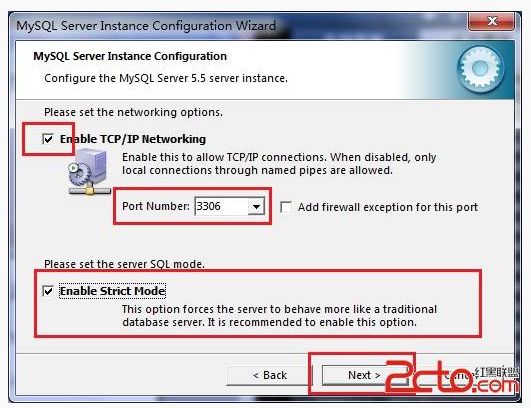 MySQL Server Instance Configuration Wizard
MySQL Server Instance Configuration
Configure the MySQL Server 5.5 server instance.
Please set the networking options.
Enable TCP/IP Networking
Enable this to allow TCP/IP connections. When disabled, only
local connections through named pipes are allowed.
Port Number: 3306 Add firewall exception for this port
Please set the server SQL mode.
Enable Strict Mode
This option forces the server to behave more like a traditional
database server. It is recommended to enable this option.
< Back Next >
2cto.com 红黑联盟